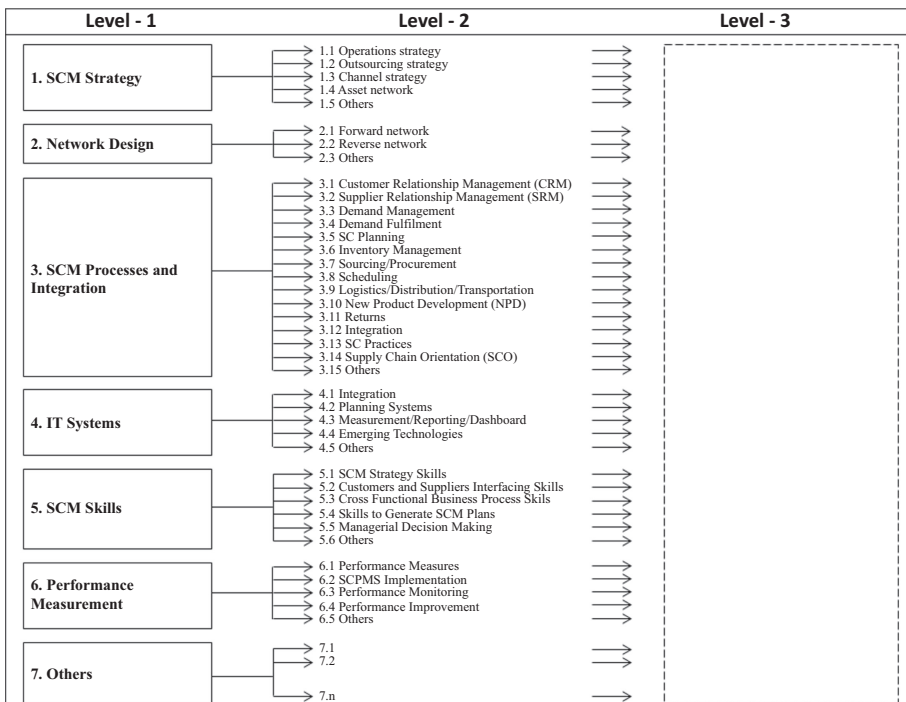 Level - 1 Level - 2 Level - 3
1. SCM Strategy
1.1 Operations strategy
1.2 Outsourcing strategy
1.3 Channel strategy
1.4 Asset network
1.5 Others
2. Network Design
2.1 Forward network
2.2 Reverse network
2.3 Others
3. SCM Processes and
Integration
3.1 Customer Relationship Management (CRM)
3.2 Supplier Relationship Management (SRM)
3.3 Demand Management
3.4 Demand Fulfilment
3.5 SC Planning
3.6 Inventory Management
3.7 Sourcing/Procurement
3.8 Scheduling
3.9 Logistics/Distribution/Transportation
3.10 New Product Development (NPD)
3.11 Returns
3.12 Integration
3.13 SC Practices
3.14 Supply Chain Orientation (SCO)
3.15 Others
4. IT Systems
4.1 Integration
4.2 Planning Systems
4.3 Measurement/Reporting/Dashboard
4.4 Emerging Technologies
4.5 Others
5. SCM Skills
5.1 SCM Strategy Skills
5.2 Customers and Suppliers Interfacing Skills
5.3 Cross Functional Business Process Skils
5.4 Skills to Generate SCM Plans
5.5 Managerial Decision Making
5.6 Others
6. Performance
Measurement
6.1 Performance Measures
6.2 SCPMS Implementation
6.3 Performance Monitoring
6.4 Performance Improvement
6.5 Others
7. Others
7.1
7.2
7.n